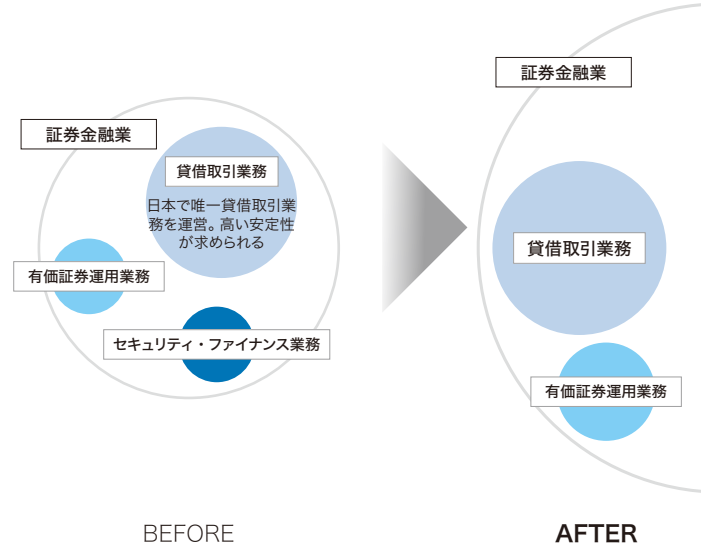 証券金融業
貸借取引業務
日本で唯一貸借取引業
務を運営。高い安定性
が求められる
有価証券運用業務
セキュリティ・ファイナンス業務
BEFORE
証券金融業
貸借取引業務
有価証券運用業務
AFTER